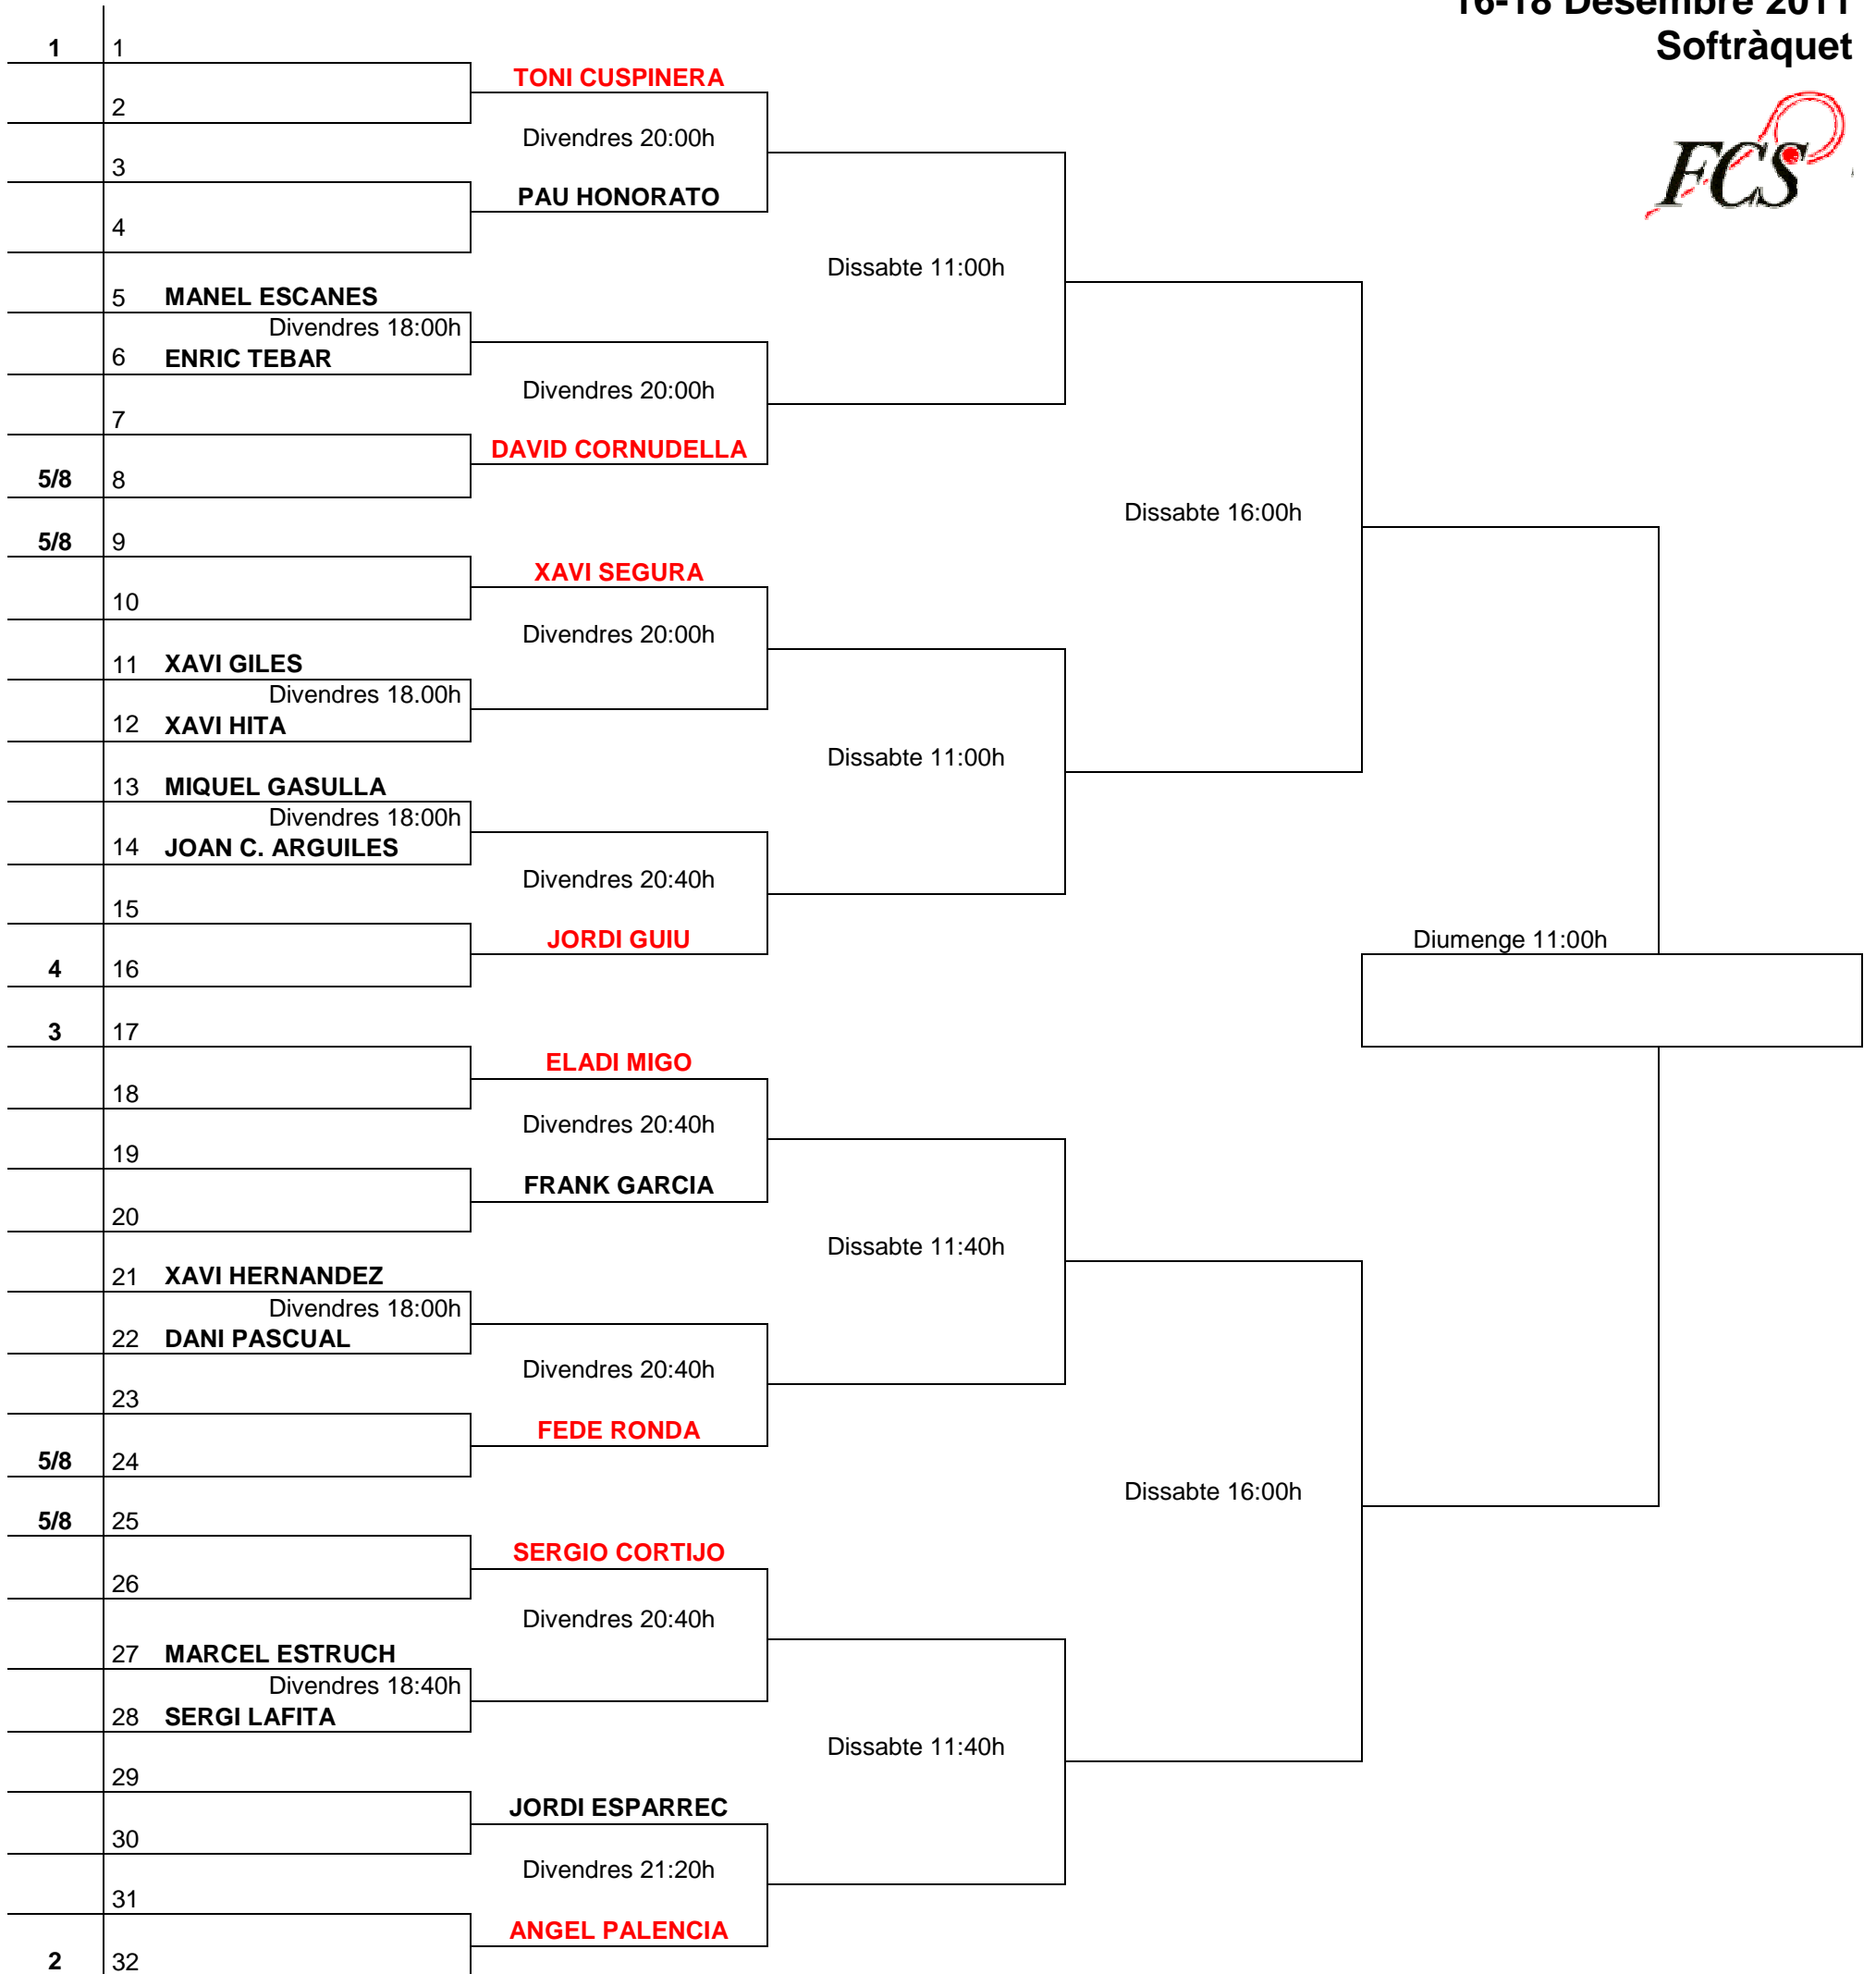 16-18 Desembre 2011
Softràquet
FCS
1 1
TONI CUSPINERA
2
Divendres 20:00h
3
PAU HONORATO
4
Dissabte 11:00h
5 MANEL ESCANES
Divendres 18:00h
6 ENRIC TEBAR
Divendres 20:00h
7
DAVID CORNUDELLA
5/8 8
Dissabte 16:00h
5/8 9
XAVI SEGURA
10
Divendres 20:00h
11 XAVI GILES
Divendres 18.00h
12 XAVI HITA
Dissabte 11:00h
13 MIQUEL GASULLA
Divendres 18:00h
14 JOAN C. ARGUILES
Divendres 20:40h
15
JORDI GUIU
Diumenge 11:00h
4 16
3 17
ELADI MIGO
18
Divendres 20:40h
19
FRANK GARCIA
20
Dissabte 11:40h
21 XAVI HERNANDEZ
Divendres 18:00h
22 DANI PASCUAL
Divendres 20:40h
23
FEDE RONDA
5/8 24
Dissabte 16:00h
5/8 25
SERGIO CORTIJO
26
Divendres 20:40h
27 MARCEL ESTRUCH
Divendres 18:40h
28 SERGI LAFITA
Dissabte 11:40h
29
JORDI ESPARREC
30
Divendres 21:20h
31
ANGEL PALENCIA
2 32